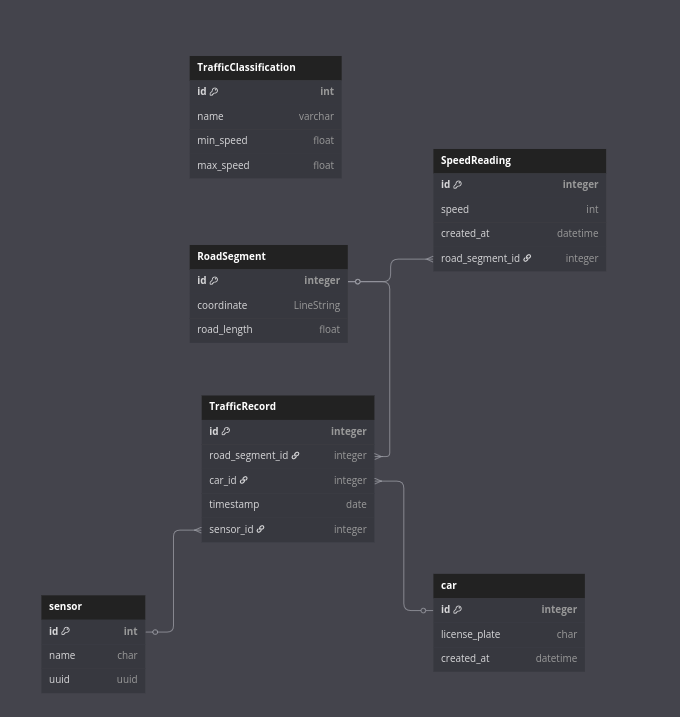 TrafficClassification
id int
name varchar
min_speed float
max_speed float
SpeedReading
id integer
speed int
created_at datetime
road_segment_id integer
RoadSegment
id integer
coordinate LineString
road_length float
TrafficRecord
id integer
road_segment_id integer
car_id integer
timestamp date
sensor_id integer
sensor
id int
name char
uuid uuid
car
id integer
license_plate char
created_at datetime